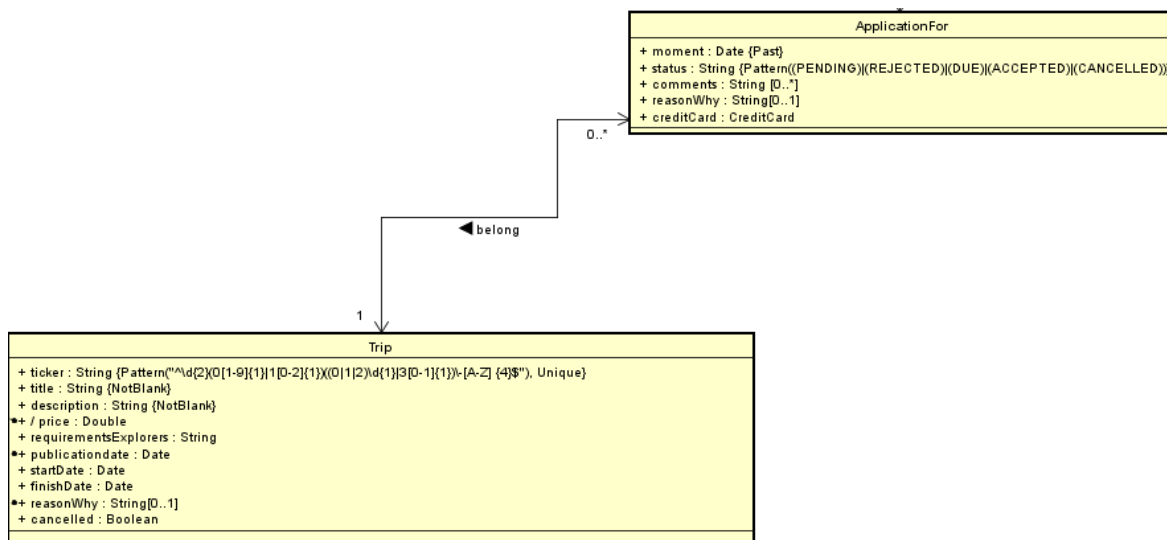 ApplicationFor
+ moment : Date {Past}
+ status : String {Pattern((PENDING)|(REJECTED)|(DUE)|(ACCEPTED)|(CANCELLED))}
+ comments : String [0..*]
+ reasonWhy : String[0..1]
+ creditCard : CreditCard
0..*
belong
1
Trip
+ ticker : String {Pattern("^\d{2}(0[1-9]{1}|1[0-2]{1})((0|1|2)\d{1}|3[0-1]{1})\-[A-Z] {4}$"), Unique}
+ title : String {NotBlank}
+ description : String {NotBlank}
+ / price : Double
+ requirementsExplorers : String
+ publicationdate : Date
+ startDate : Date
+ finishDate : Date
+ reasonWhy : String[0..1]
+ cancelled : Boolean